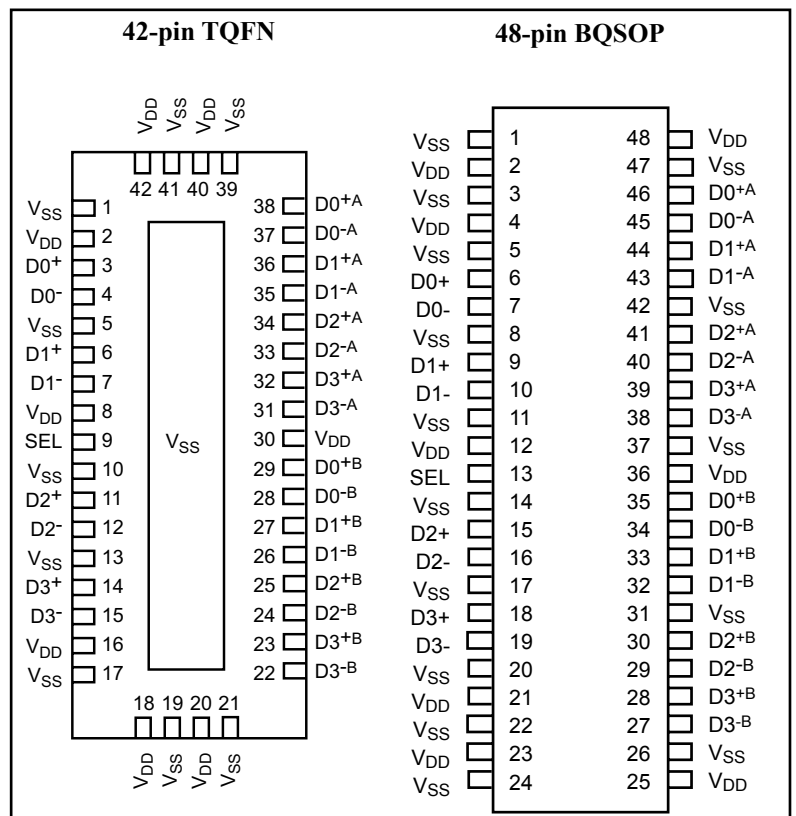 42-pin TQFN
48-pin BQSOP
VDD VSS VDD VSS
42 41 40 39
VSS 1
VDD 2
D0+ 3
D0- 4
VSS 5
D1+ 6
D1- 7
VDD 8
SEL 9
VSS 10
D2+ 11
D2- 12
VSS 13
D3+ 14
D3- 15
VDD 16
VSS 17
VSS
38 D0+A
37 D0-A
36 D1+A
35 D1-A
34 D2+A
33 D2-A
32 D3+A
31 D3-A
30 VDD
29 D0+B
28 D0-B
27 D1+B
26 D1-B
25 D2+B
24 D2-B
23 D3+B
22 D3-B
18 19 20 21
VDD VSS VDD VSS
VSS 1 48 VDD
VDD 2 47 VSS
VSS 3 46 D0+A
VDD 4 45 D0-A
VSS 5 44 D1+A
D0+ 6 43 D1-A
D0- 7 42 VSS
VSS 8 41 D2+A
D1+ 9 40 D2-A
D1- 10 39 D3+A
VSS 11 38 D3-A
VDD 12 37 VSS
SEL 13 36 VDD
VSS 14 35 D0+B
D2+ 15 34 D0-B
D2- 16 33 D1+B
VSS 17 32 D1-B
D3+ 18 31 VSS
D3- 19 30 D2+B
VSS 20 29 D2-B
VDD 21 28 D3+B
VSS 22 27 D3-B
VDD 23 26 VSS
VSS 24 25 VDD